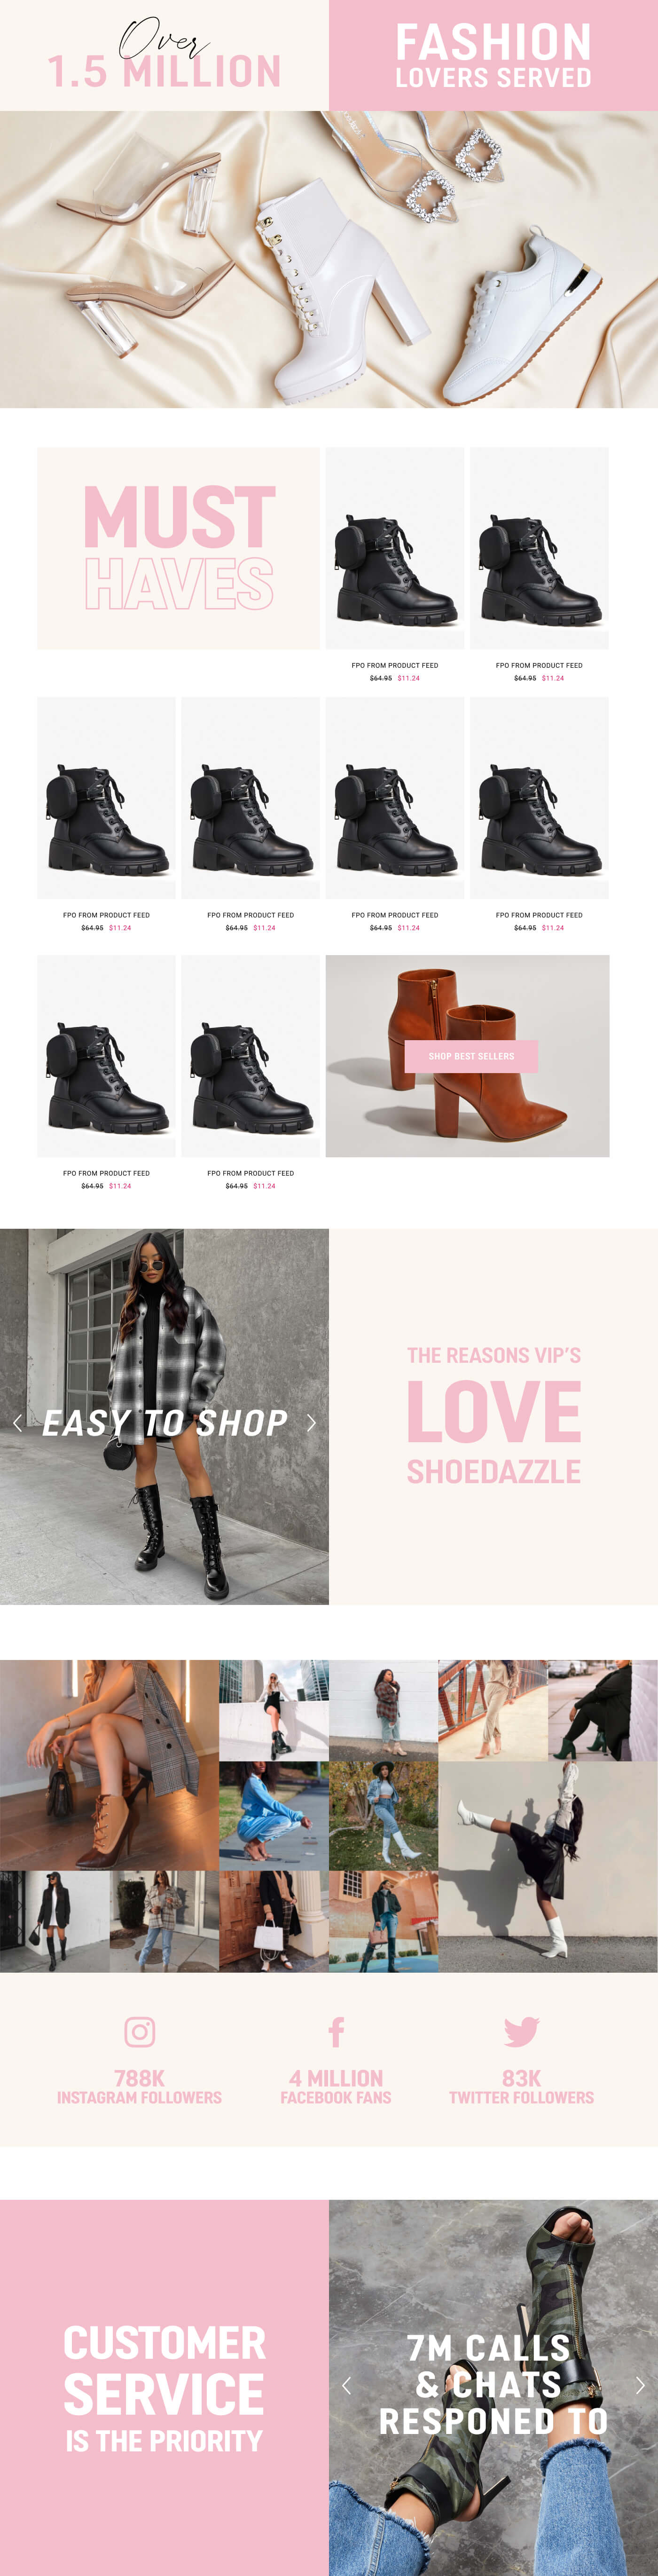 Over
1.5 MILLION
FASHION
LOVERS SERVED
MUST
HAVES
FPO FROM PRODUCT FEED
$64.95 $11.24
FPO FROM PRODUCT FEED
$64.95 $11.24
FPO FROM PRODUCT FEED
$64.95 $11.24
FPO FROM PRODUCT FEED
$64.95 $11.24
FPO FROM PRODUCT FEED
$64.95 $11.24
FPO FROM PRODUCT FEED
$64.95 $11.24
SHOP BEST SELLERS
FPO FROM PRODUCT FEED
$64.95 $11.24
FPO FROM PRODUCT FEED
$64.95 $11.24
EASY TO SHOP
THE REASONS VIP'S
LOVE
SHOEDAZZLE
788K
INSTAGRAM FOLLOWERS
4 MILLION
FACEBOOK FANS
83K
TWITTER FOLLOWERS
CUSTOMER
SERVICE
IS THE PRIORITY
7M CALLS
& CHATS
RESPONED TO